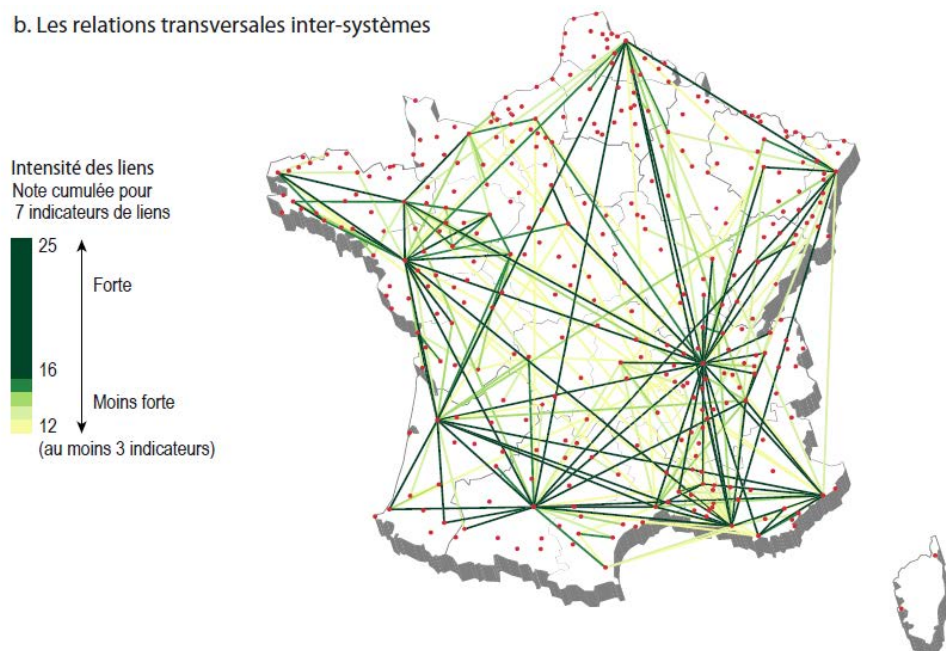 b. Les relations transversales inter-systèmes
Intensité des liens
Note cumulée pour
7 indicateurs de liens
25
Forte
16
Moins forte
12
(au moins 3 indicateurs)